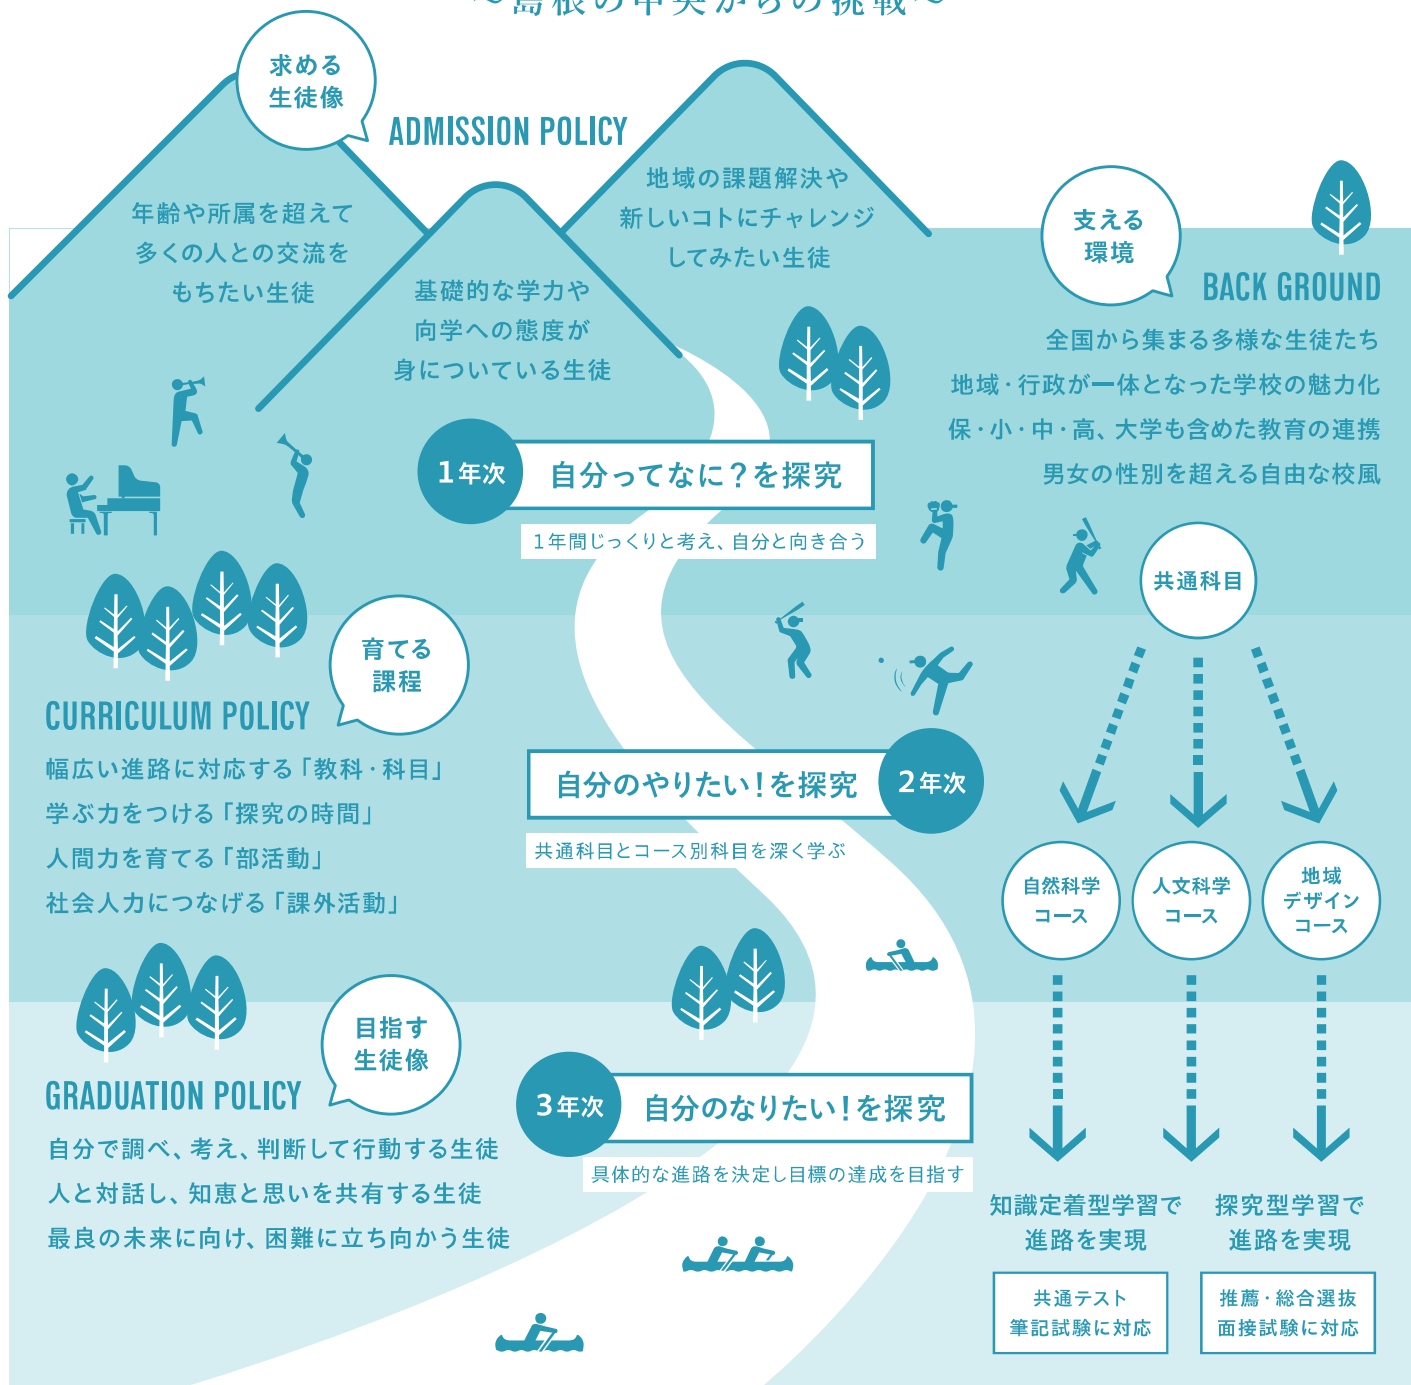 ～島根の中央からの挑戦～
求める
生徒像
ADMISSION POLICY
年齢や所属を超えて
多くの人との交流を
もちたい生徒
基礎的な学力や
向学への態度が
身についている生徒
地域の課題解決や
新しいコトにチャレンジ
してみたい生徒
支える
環境
BACK GROUND
全国から集まる多様な生徒たち
地域・行政が一体となった学校の魅力化
保・小・中・高、大学も含めた教育の連携
男女の性別を超える自由な校風
1年次
自分ってなに？を探究
1年間じっくりと考え、自分と向き合う
育てる
課程
CURRICULUM POLICY
幅広い進路に対応する「教科・科目」
学ぶ力をつける「探究の時間」
人間力を育てる「部活動」
社会人力につなげる「課外活動」
自分のやりたい！を探究
2年次
共通科目とコース別科目を深く学ぶ
共通科目
自然科学
コース
人文科学
コース
地域
デザイン
コース
目指す
生徒像
GRADUATION POLICY
自分で調べ、考え、判断して行動する生徒
人と対話し、知恵と思いを共有する生徒
最良の未来に向け、困難に立ち向かう生徒
3年次
自分のなりたい！を探究
具体的な進路を決定し目標の達成を目指す
知識定着型学習で
進路を実現
共通テスト
筆記試験に対応
探究型学習で
進路を実現
推薦・総合選抜
面接試験に対応